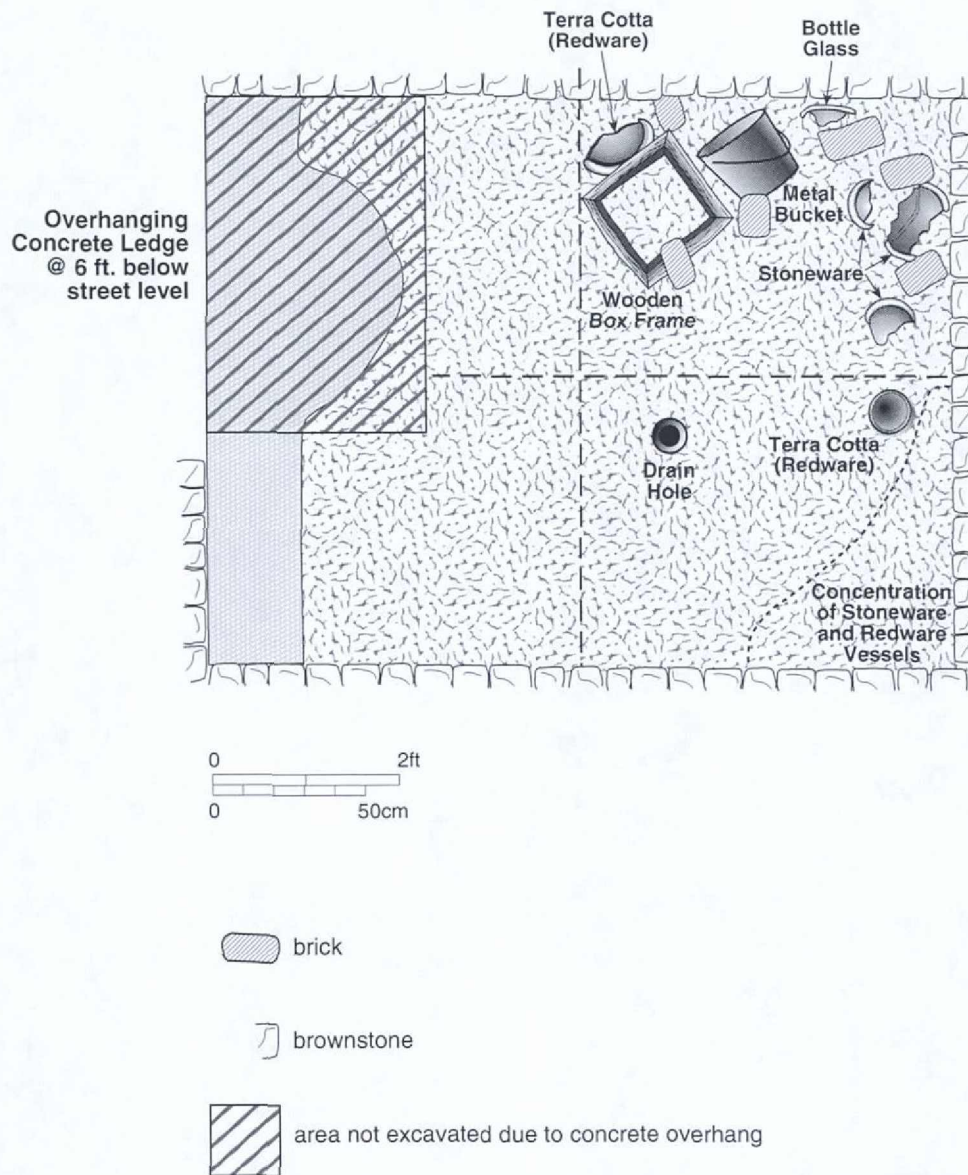 Terra Cotta
(Redware)
Bottle
Glass
Overhanging
Concrete Ledge
@ 6 ft. below
street level
Metal
Bucket
Stoneware
Wooden
Box Frame
Drain
Hole
Terra Cotta
(Redware)
Concentration
of Stoneware
and Redware
Vessels
0 2ft
0 50cm
brick
brownstone
area not excavated due to concrete overhang